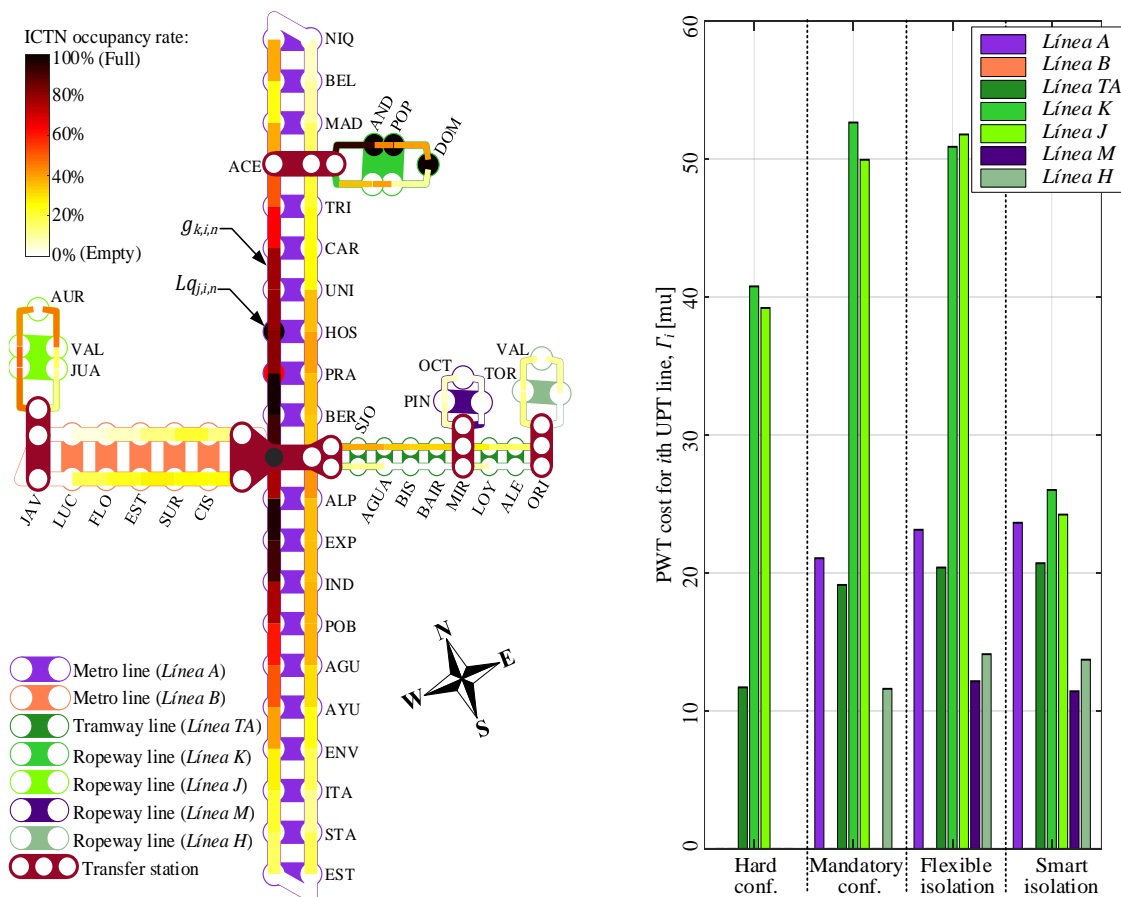 ICTN occupancy rate:
100% (Full)
80%
60%
40%
20%
0% (Empty)
NIQ
BEL
MAD
ACE
AND
POP
DOM
TRI
CAR
UNI
HOS
PRA
BER
g_{k,i,n}
Lq_{j,i,n}
AUR
VAL
JUA
OCT
PIN
VAL
TOR
SJO
JAV
LUC
FLO
EST
SUR
CIS
AGUA
BIS
BAIR
MIR
LOY
ALE
ORI
ALP
EXP
IND
POB
AGU
AYU
ENV
ITA
STA
EST
N
E
W
S
Metro line (Línea A)
Metro line (Línea B)
Tramway line (Línea TA)
Ropeway line (Línea K)
Ropeway line (Línea J)
Ropeway line (Línea M)
Ropeway line (Línea H)
Transfer station
PWT cost for ith UPT line, Γ_i [mu]
60
50
40
30
20
10
0
Línea A
Línea B
Línea TA
Línea K
Línea J
Línea M
Línea H
Hard conf.
Mandatory conf.
Flexible isolation
Smart isolation